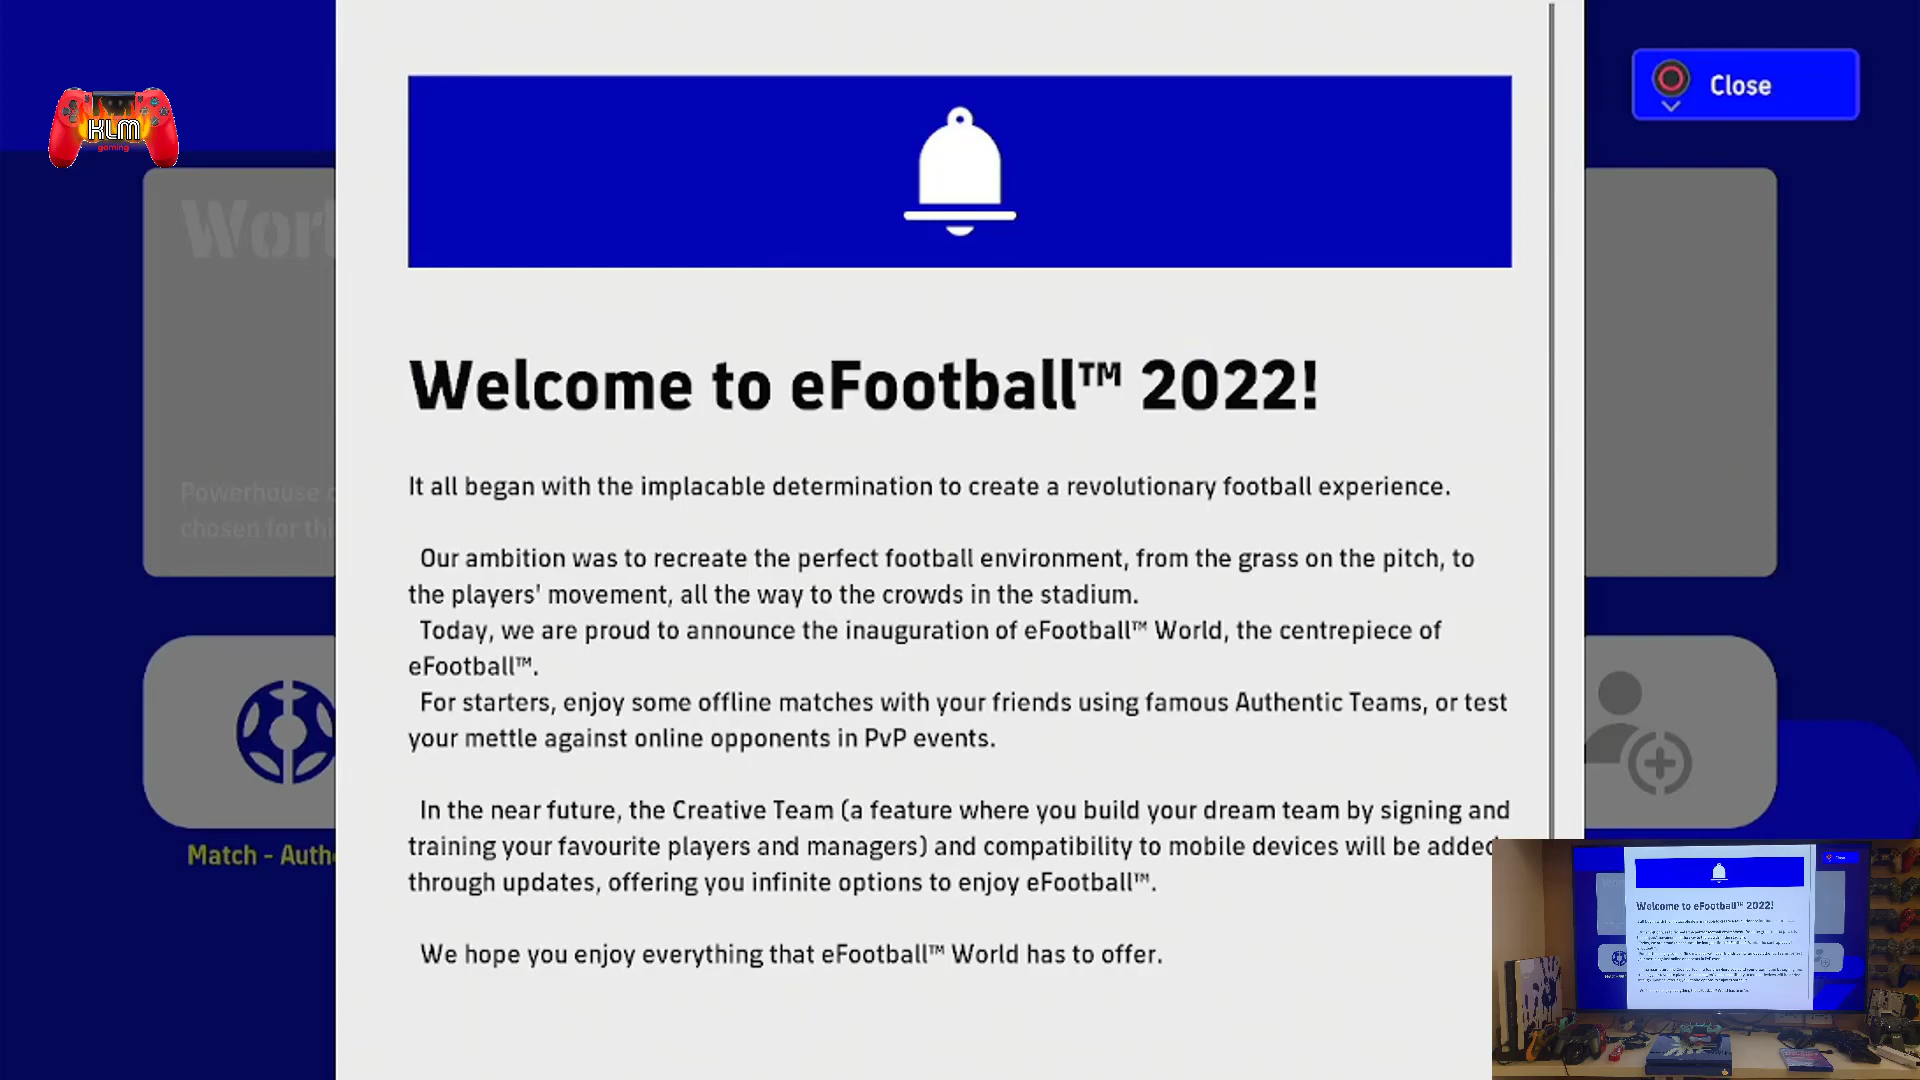 KLM
gaming
Close
Welcome to eFootball™ 2022!
It all began with the implacable determination to create a revolutionary football experience.
Our ambition was to recreate the perfect football environment, from the grass on the pitch, to
the players' movement, all the way to the crowds in the stadium.
Today, we are proud to announce the inauguration of eFootball™ World, the centrepiece of
eFootball™.
For starters, enjoy some offline matches with your friends using famous Authentic Teams, or test
your mettle against online opponents in PvP events.
In the near future, the Creative Team (a feature where you build your dream team by signing and
training your favourite players and managers) and compatibility to mobile devices will be added
through updates, offering you infinite options to enjoy eFootball™.
We hope you enjoy everything that eFootball™ World has to offer.
Powerhouse
chosen for
Match -
Welcome to eFootball™ 2022!